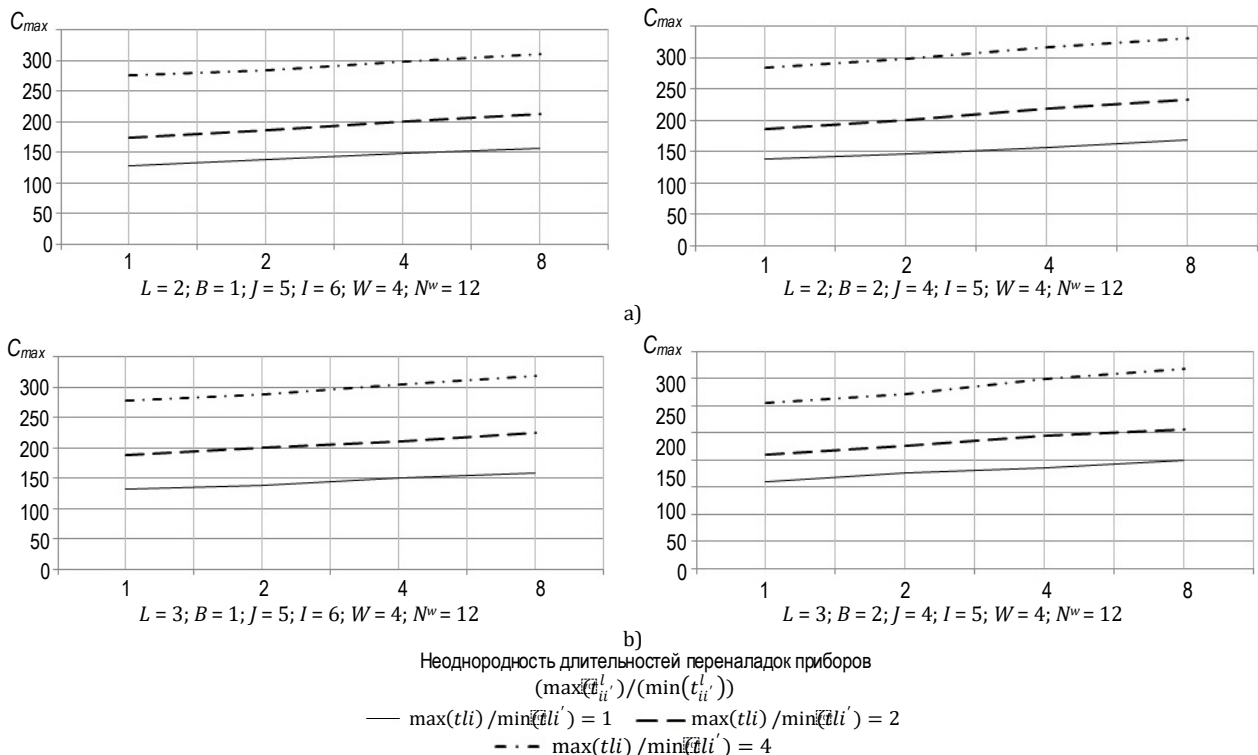 Cmax
300
250
200
150
100
50
0
1 2 4 8
L = 2; B = 1; J = 5; I = 6; W = 4; Nʷ = 12
Cmax
300
250
200
150
100
50
0
1 2 4 8
L = 2; B = 2; J = 4; I = 5; W = 4; Nʷ = 12
a)
Cmax
300
250
200
150
100
50
0
1 2 4 8
L = 3; B = 1; J = 5; I = 6; W = 4; Nʷ = 12
Cmax
300
250
200
150
100
50
0
1 2 4 8
L = 3; B = 2; J = 4; I = 5; W = 4; Nʷ = 12
b)
Неоднородность длительностей переналадок приборов
(max(tˡii′)/(min(tˡii′))
max(tli) /min(tli′) = 1 max(tli) /min(tli′) = 2
max(tli) /min(tli′) = 4